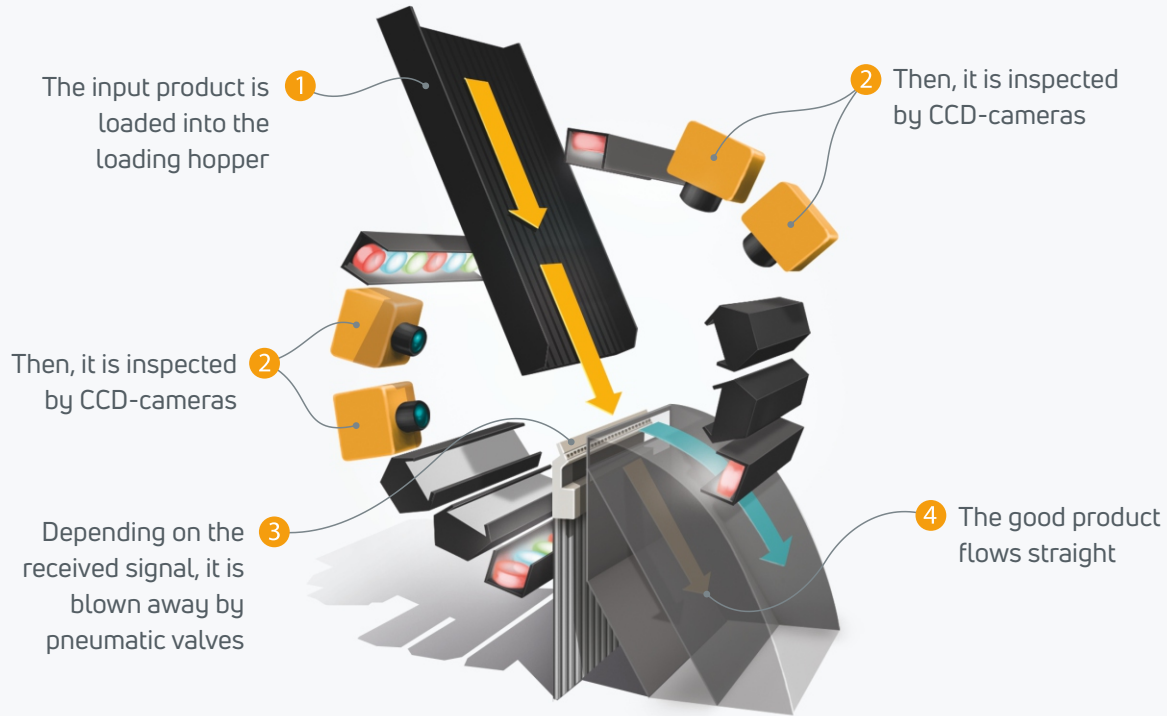 1
The input product is
loaded into the
loading hopper
2
Then, it is inspected
by CCD-cameras
2
Then, it is inspected
by CCD-cameras
3
Depending on the
received signal, it is
blown away by
pneumatic valves
4
The good product
flows straight